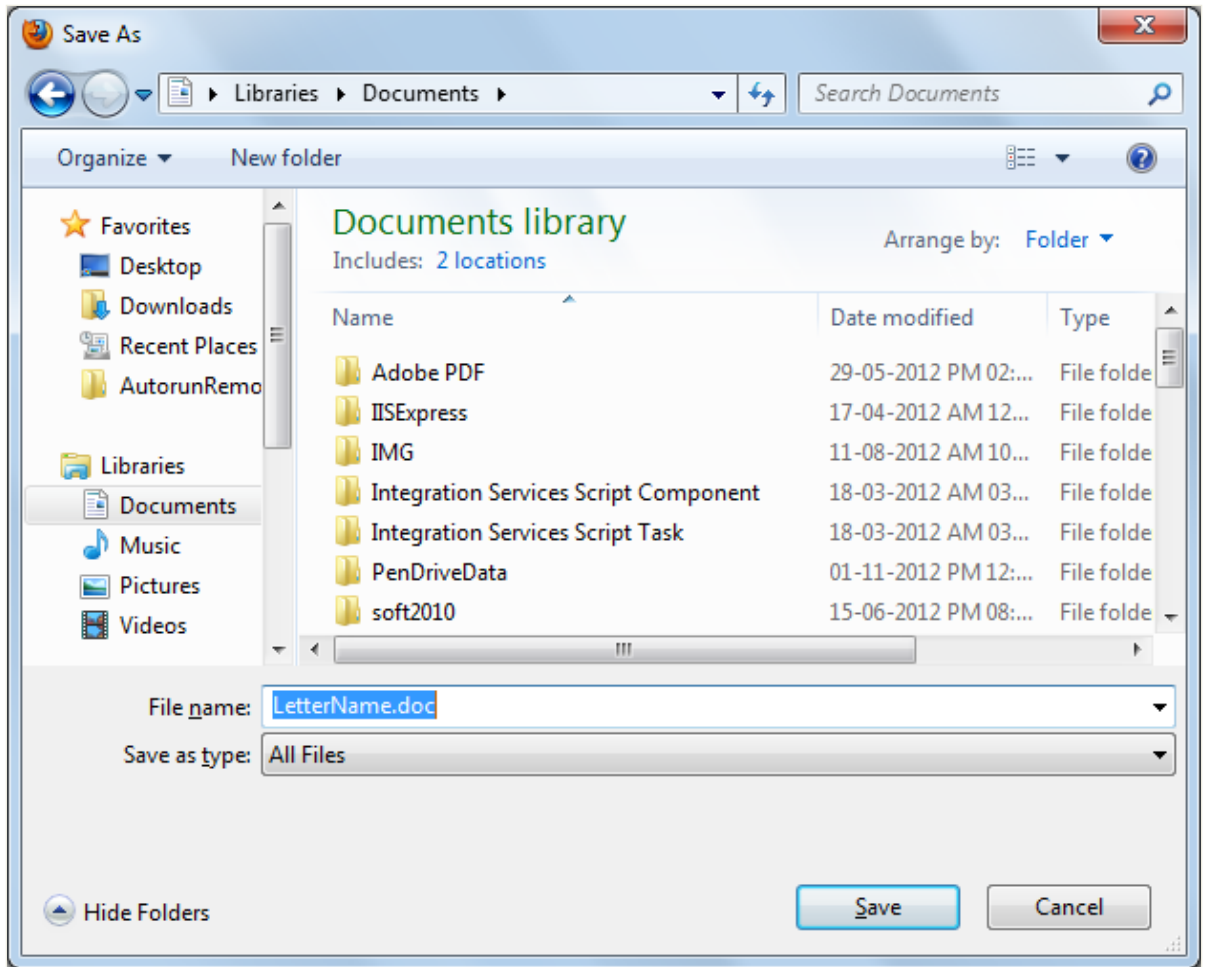 Save As
Libraries Documents
Search Documents
Organize New folder
Favorites
Desktop
Downloads
Recent Places
AutorunRemo
Libraries
Documents
Music
Pictures
Videos
Documents library
Includes: 2 locations
Arrange by: Folder
Name Date modified Type
Adobe PDF 29-05-2012 PM 02:... File folde
IISExpress 17-04-2012 AM 12... File folde
IMG 11-08-2012 AM 10... File folde
Integration Services Script Component 18-03-2012 AM 03... File folde
Integration Services Script Task 18-03-2012 AM 03... File folde
PenDriveData 01-11-2012 PM 12:... File folde
soft2010 15-06-2012 PM 08:... File folde
File name: LetterName.doc
Save as type: All Files
Hide Folders
Save Cancel